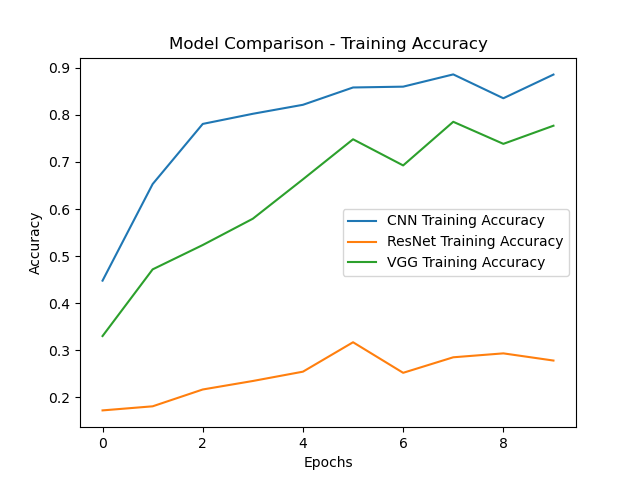 Model Comparison - Training Accuracy
0.9
0.8
0.7
0.6
0.5
0.4
0.3
0.2
Accuracy
CNN Training Accuracy
ResNet Training Accuracy
VGG Training Accuracy
0 2 4 6 8
Epochs